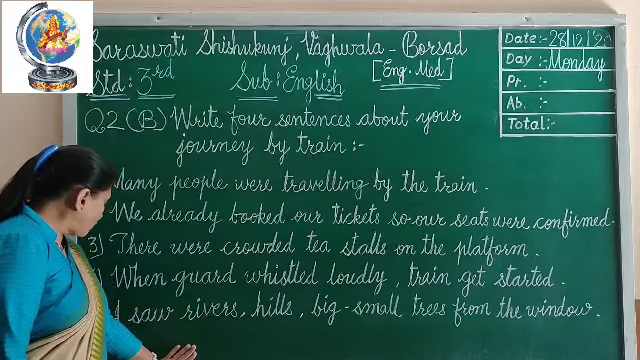 Saraswati Shishukunj, Vaghwala - Borsad
Std : 3rd Sub : English [Eng. Med]
Date:- 28/12/20
Day :- Monday
Pr. :-
Ab. :-
Total:-
Q2 (B) Write four sentences about your
journey by train :-
Many people were travelling by the train.
We already booked our tickets so our seats were confirmed.
3) There were crowded tea stalls on the platform.
) When guard whistled loudly, train get started.
I saw rivers, hills, big-small trees from the window.